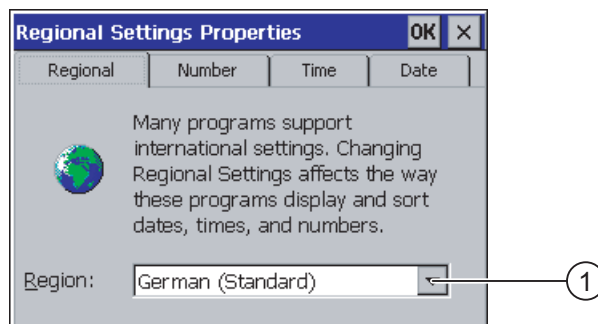 Regional Settings Properties OK ×
Regional Number Time Date
Many programs support
international settings. Changing
Regional Settings affects the way
these programs display and sort
dates, times, and numbers.
Region: German (Standard)
1